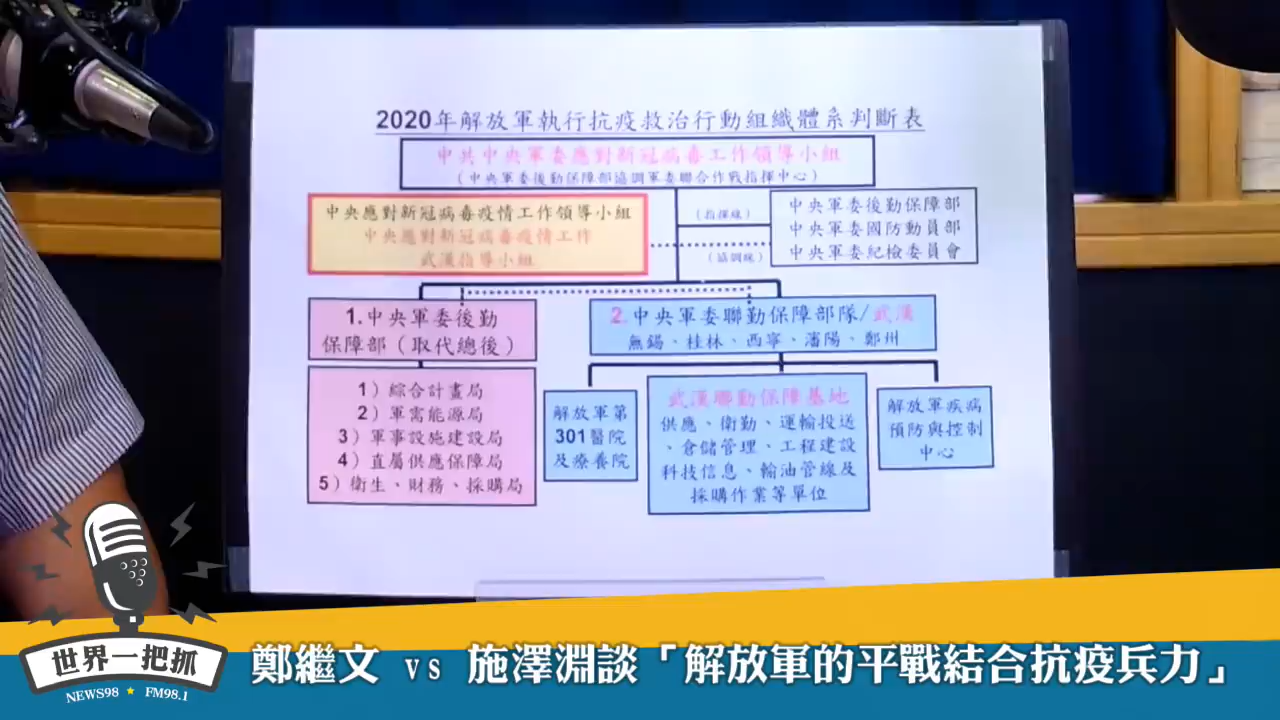 2020年解放軍執行抗疫救治行動組織體系判斷表
中共中央軍委應對新冠病毒工作領導小組
(中央軍委後勤保障部協調軍委聯合作戰指揮中心)
中央應對新冠病毒疫情工作領導小組
中央應對新冠病毒疫情工作
武漢指導小組
(指揮線)
(協調線)
中央軍委後勤保障部
中央軍委國防動員部
中央軍委紀檢委員會
1.中央軍委後勤
保障部(取代總後)
2.中央軍委聯勤保障部隊/武漢
無錫、桂林、西寧、瀋陽、鄭州
1)綜合計畫局
2)軍需能源局
3)軍事設施建設局
4)直屬供應保障局
5)衛生、財務、採購局
解放軍第
301醫院
及療養院
武漢聯勤保障基地
供應、衛勤、運輸投送
、倉儲管理、工程建設
科技信息、輸油管線及
採購作業等單位
解放軍疾病
預防與控制
中心
世界一把抓
NEWS98 ★ FM98.1
鄭繼文 vs 施澤淵談「解放軍的平戰結合抗疫兵力」